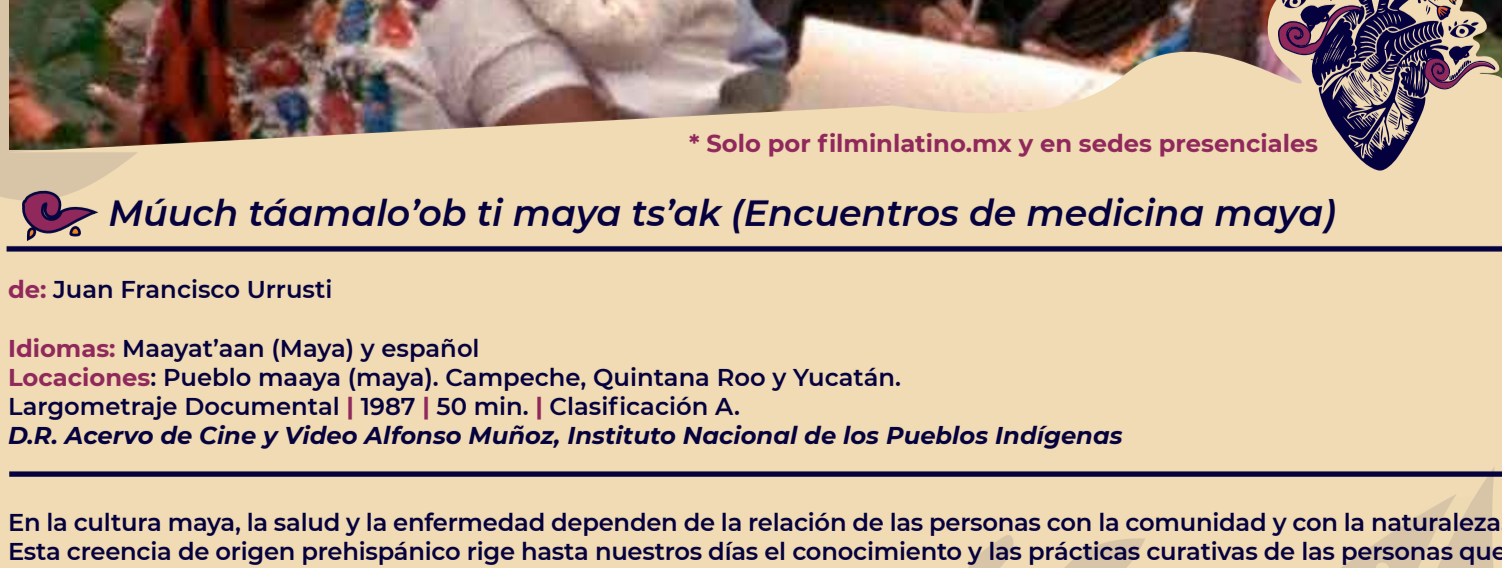 * Solo por filminlatino.mx y en sedes presenciales
Múuch táamalo’ob ti maya ts’ak (Encuentros de medicina maya)
de: Juan Francisco Urrusti
Idiomas: Maayat’aan (Maya) y español
Locaciones: Pueblo maaya (maya). Campeche, Quintana Roo y Yucatán.
Largometraje Documental | 1987 | 50 min. | Clasificación A.
D.R. Acervo de Cine y Video Alfonso Muñoz, Instituto Nacional de los Pueblos Indígenas
En la cultura maya, la salud y la enfermedad dependen de la relación de las personas con la comunidad y con la naturaleza.
Esta creencia de origen prehispánico rige hasta nuestros días el conocimiento y las prácticas curativas de las personas que